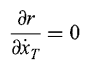 ∂r/∂ẋ_T = 0